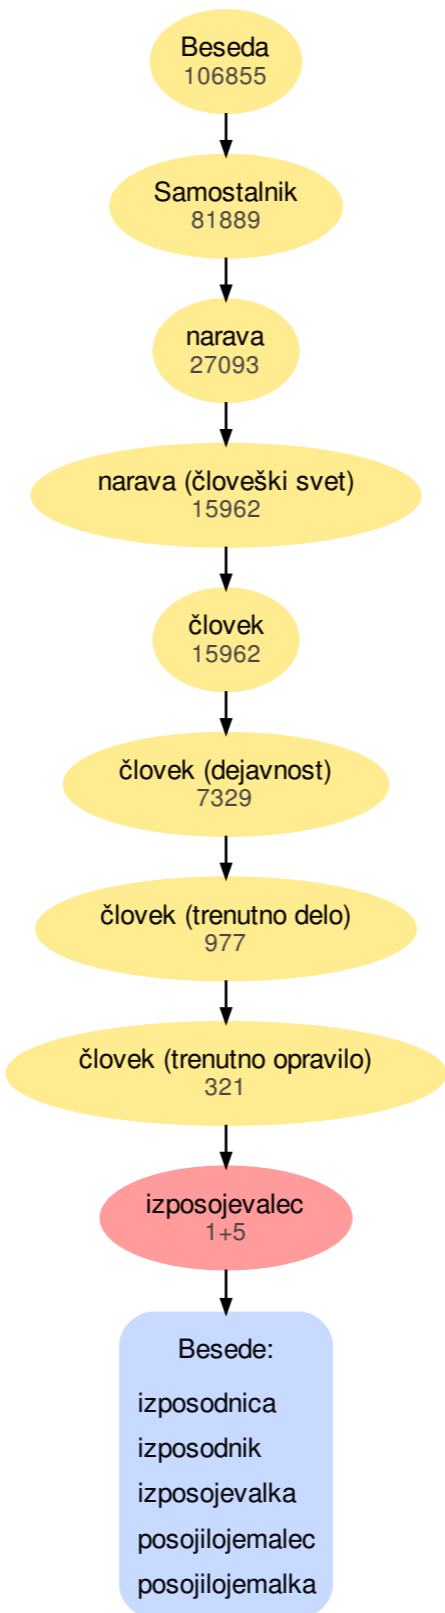 Beseda
106855
Samostalnik
81889
narava
27093
narava (človeški svet)
15962
človek
15962
človek (dejavnost)
7329
človek (trenutno delo)
977
človek (trenutno opravilo)
321
izposojevalec
1+5
Besede:
izposodnica
izposodnik
izposojevalka
posojilojemalec
posojilojemalka